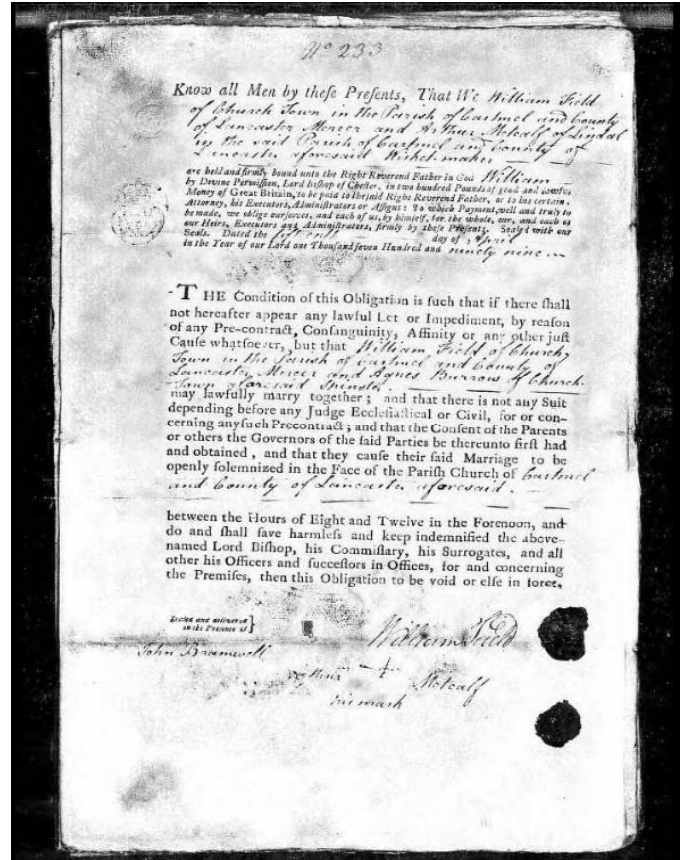 No 233
Know all Men by these Presents, That We William Field
of Church Town in the Parish of Cartmel and County
of Lancaster Mercer and Arthur Metcalf of Lindal
in the said Parish of Cartmel and County of
Lancaster aforesaid
are held and firmly bound unto the Right Reverend Father in God William
by Devine Permission, Lord Bishop of Chester, in two hundred Pounds of good and lawful
Money of Great Britain, to be paid to the said Right Reverend Father, or to his certain
Attorney, his Executors, Administrators or Assigns: To which Payment, well and truly to
be made, we oblige ourselves, and each of us, by himself, for the whole, our, and each of
our Heirs, Executors and Administrators, firmly by these Presents. Sealed with our
Seals. Dated the day of April
in the Year of our Lord one Thousand seven Hundred and ninety nine
THE Condition of this Obligation is such that if there shall
not hereafter appear any lawful Let or Impediment, by reason
of any Pre-contract, Consanguinity, Affinity or any other just
Cause whatsoever, but that William Field of Church
Town in the Parish of Cartmel and County of
Lancaster Mercer and Agnes Burrow of Church
Town aforesaid Spinster
may lawfully marry together; and that there is not any Suit
depending before any Judge Ecclesiastical or Civil, for or con-
cerning any such Precontract; and that the Consent of the Parents
or others the Governors of the said Parties be thereunto first had
and obtained, and that they cause their said Marriage to be
openly solemnized in the Face of the Parish Church of Cartmel
and County of Lancaster aforesaid.
between the Hours of Eight and Twelve in the Forenoon, and
do and shall save harmless and keep indemnified the above-
named Lord Bishop, his Commissary, his Surrogates, and all
other his Officers and successors in Offices, for and concerning
the Premises, then this Obligation to be void or else in force.
Sealed and delivered
in the Presence of
William Field
John Bramwell
Arthur + Metcalf
his mark